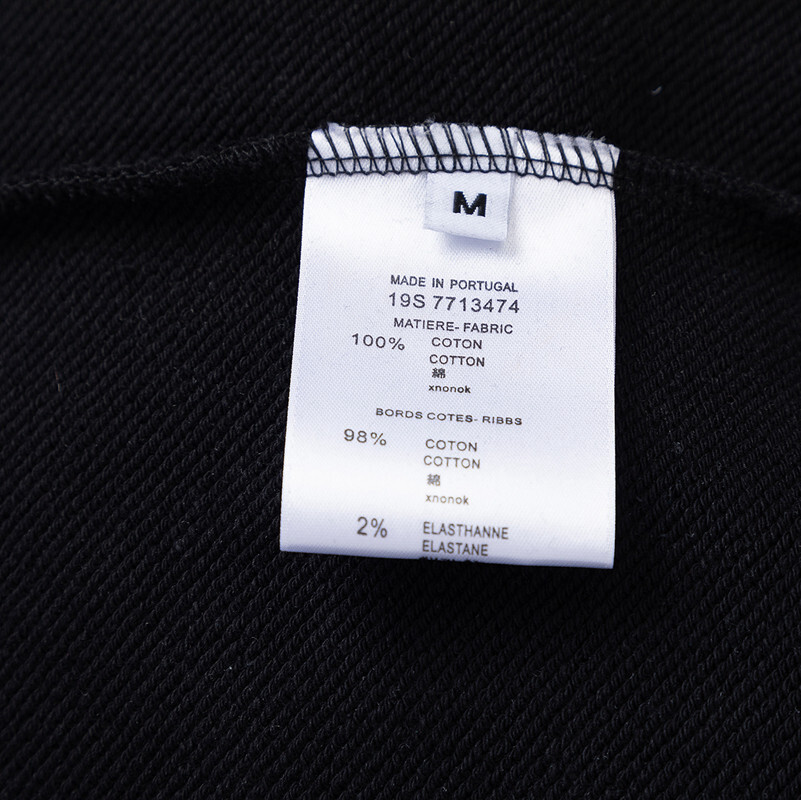 M
MADE IN PORTUGAL
19S 7713474
MATIERE- FABRIC
100% COTON
COTTON
綿
xnonok
BORDS COTES- RIBBS
98% COTON
COTTON
綿
xnonok
2% ELASTHANNE
ELASTANE